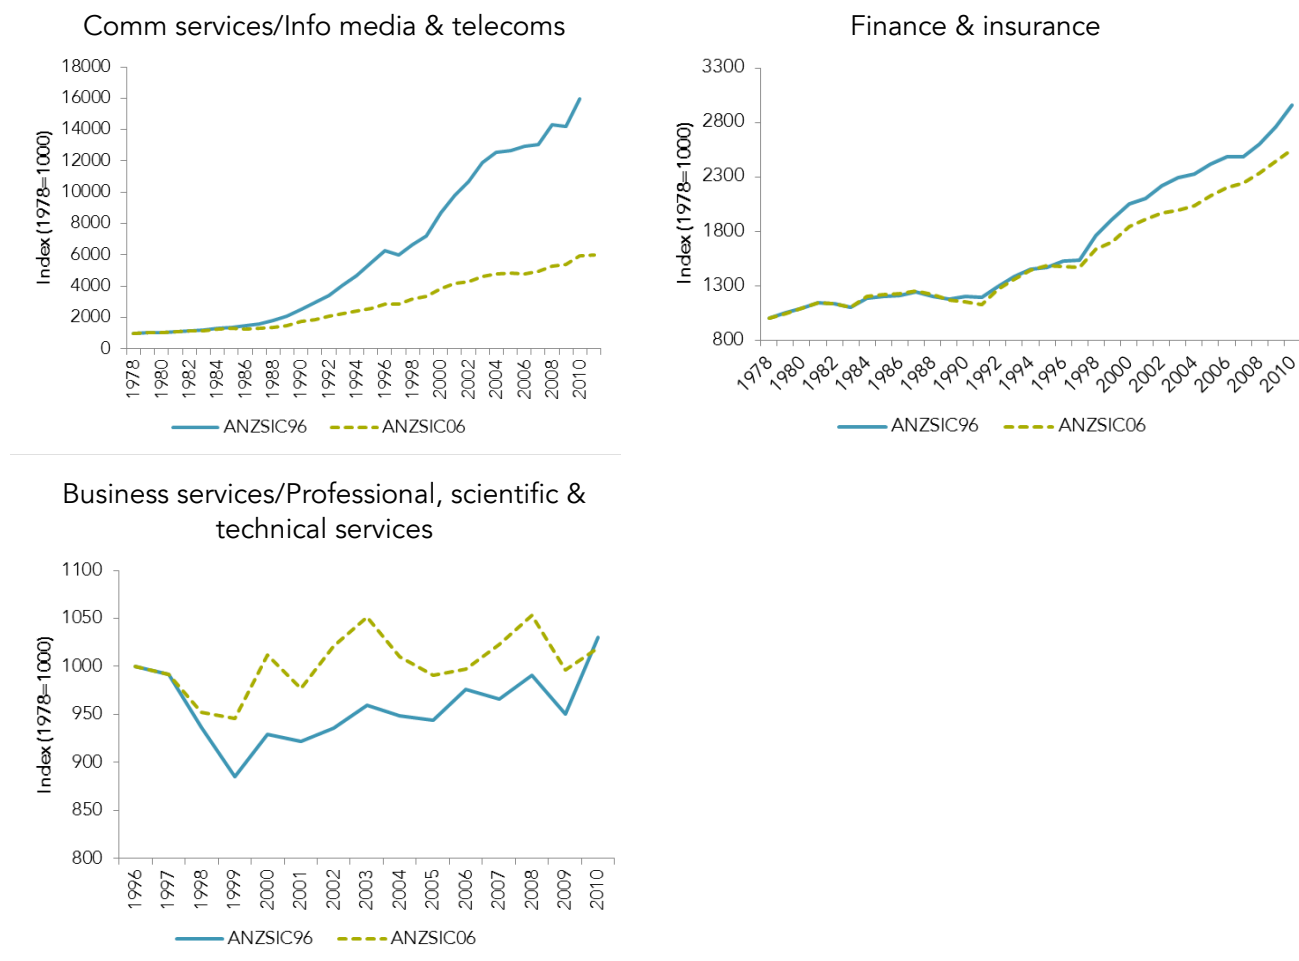 Comm services/Info media & telecoms
Index (1978=1000)
18000
16000
14000
12000
10000
8000
6000
4000
2000
0
1978 1980 1982 1984 1986 1988 1990 1992 1994 1996 1998 2000 2002 2004 2006 2008 2010
ANZSIC96 ANZSIC06
Finance & insurance
Index (1978=1000)
3300
2800
2300
1800
1300
800
1978 1980 1982 1984 1986 1988 1990 1992 1994 1996 1998 2000 2002 2004 2006 2008 2010
ANZSIC96 ANZSIC06
Business services/Professional, scientific &
technical services
Index (1978=1000)
1100
1050
1000
950
900
850
800
1996 1997 1998 1999 2000 2001 2002 2003 2004 2005 2006 2007 2008 2009 2010
ANZSIC96 ANZSIC06